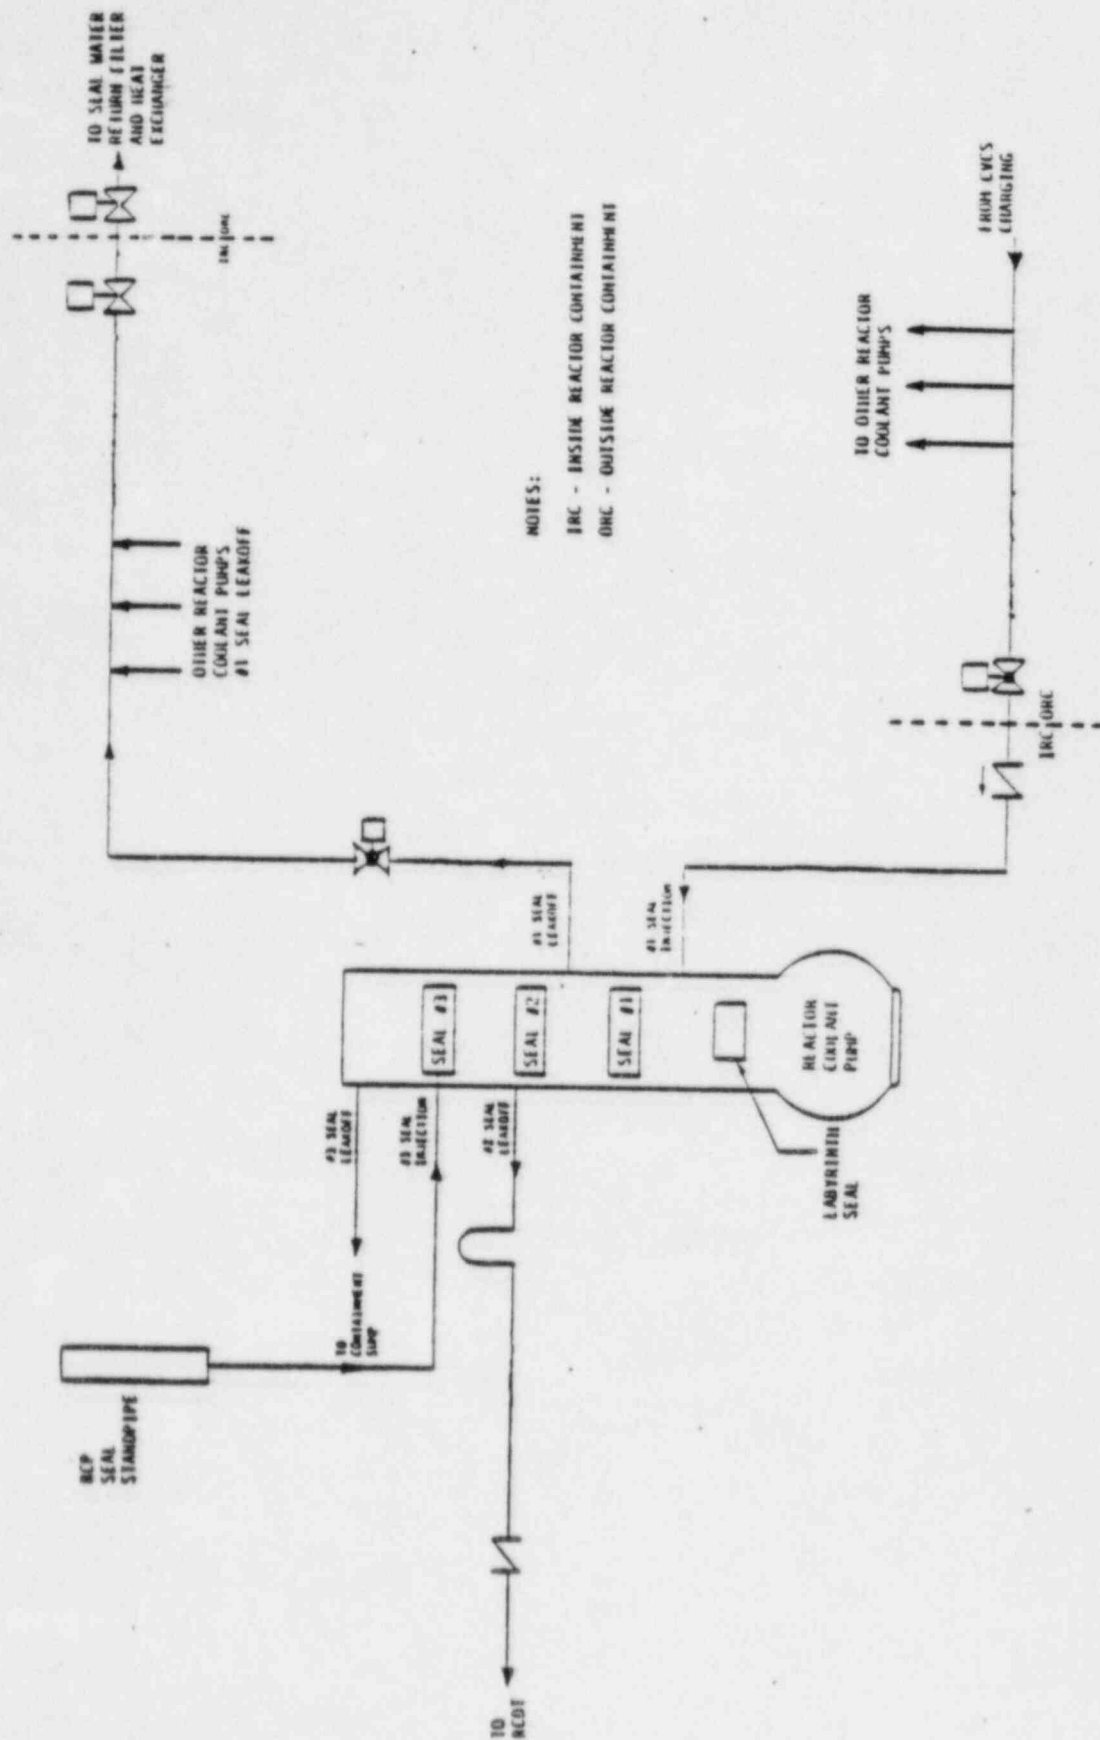 TO SEAL WATER
RETURN FILTER
AND HEAT
EXCHANGER
IRC ORC
OTHER REACTOR
COOLANT PUMPS
#1 SEAL LEAKOFF
NOTES:
IRC - INSIDE REACTOR CONTAINMENT
ORC - OUTSIDE REACTOR CONTAINMENT
FROM CVCS
CHARGING
TO OTHER REACTOR
COOLANT PUMPS
IRC ORC
#1 SEAL
LEAKOFF
#1 SEAL
INJECTION
SEAL #3
SEAL #2
SEAL #1
REACTOR
COOLANT
PUMP
LABYRINTH
SEAL
#3 SEAL
LEAKOFF
#3 SEAL
INJECTION
#2 SEAL
LEAKOFF
TO
CONTAINMENT
SUMP
RCP
SEAL
STANDPIPE
TO
RCDT